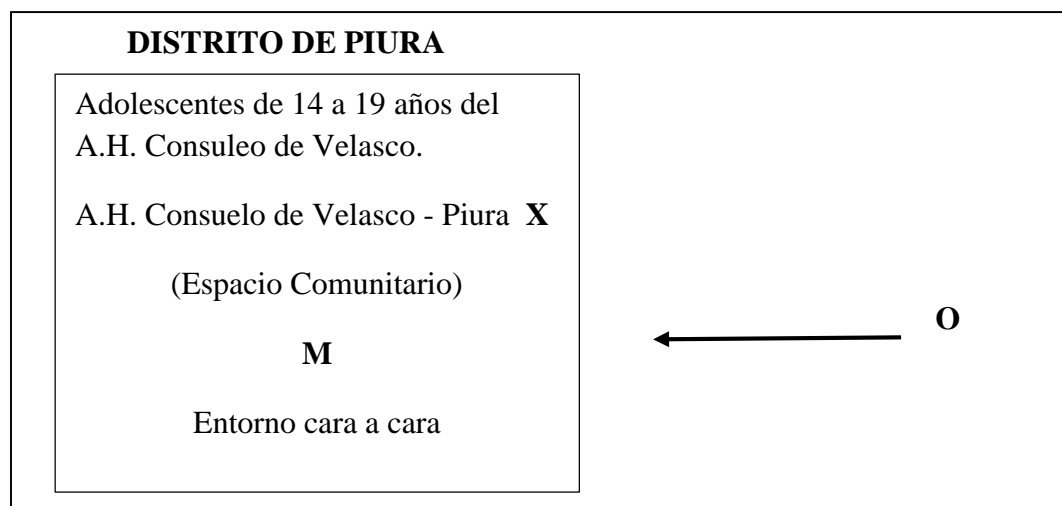 DISTRITO DE PIURA
Adolescentes de 14 a 19 años del
A.H. Consuleo de Velasco.
A.H. Consuelo de Velasco - Piura X
(Espacio Comunitario)
O
M
Entorno cara a cara